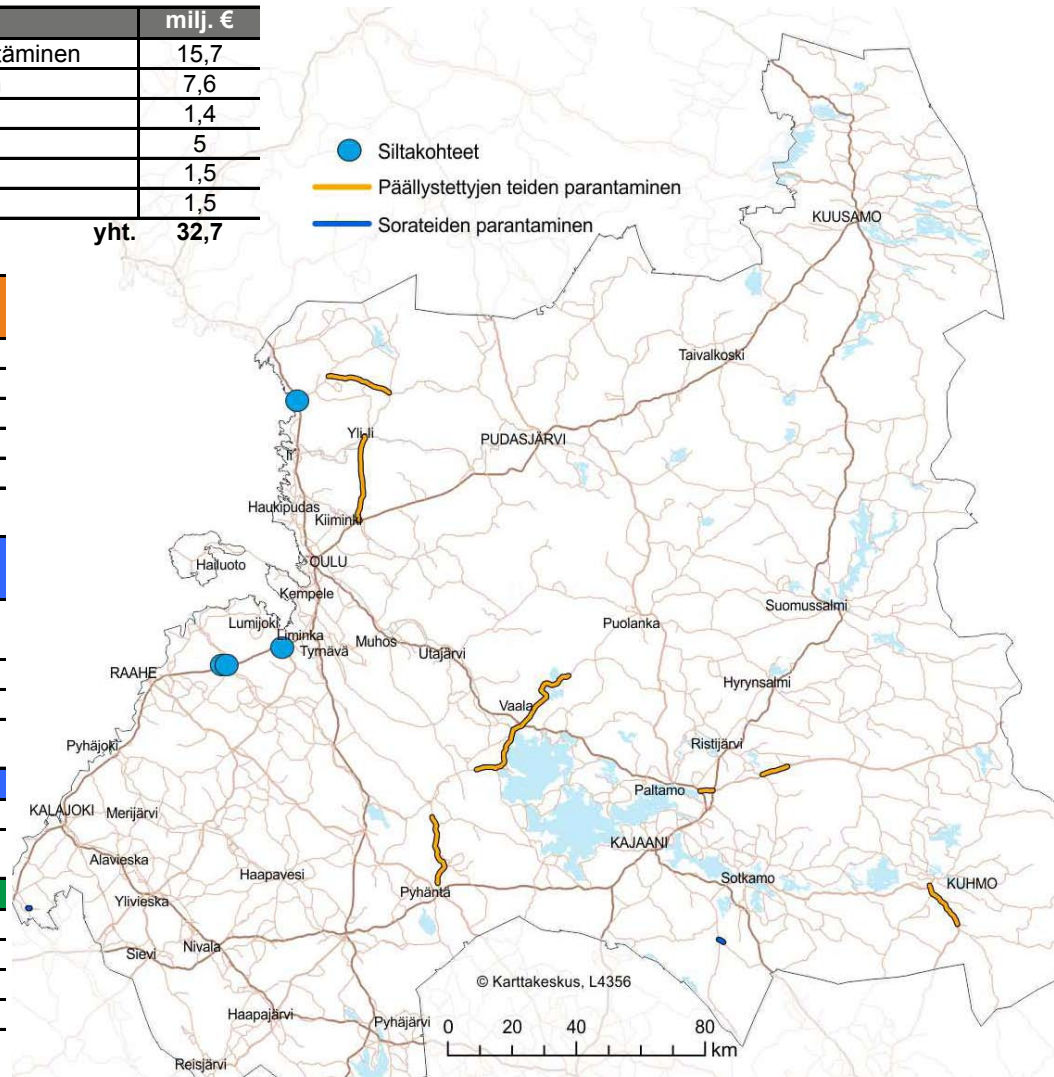 milj. €
täminen 15,7
7,6
1,4
5
1,5
1,5
yht. 32,7
Siltakohteet
Päällystettyjen teiden parantaminen
Sorateiden parantaminen
KUUSAMO
Taivalkoski
Yli-Ii
PUDASJÄRVI
Ii
Haukipudas
Kiiminki
Hailuoto
OULU
Kempele
Suomussalmi
Lumijoki
Puolanka
Liminka
Muhos
Tyrnävä
Utajärvi
RAAHE
Hyrynsalmi
Vaala
Pyhäjoki
Ristijärvi
Paltamo
KALAJOKI
Merijärvi
KAJAANI
Alavieska
Haapavesi
Sotkamo
KUHMO
Pyhäntä
Ylivieska
Nivala
Sievi
© Karttakeskus, L4356
Haapajärvi
Pyhäjärvi
0 20 40 80
km
Reisjärvi